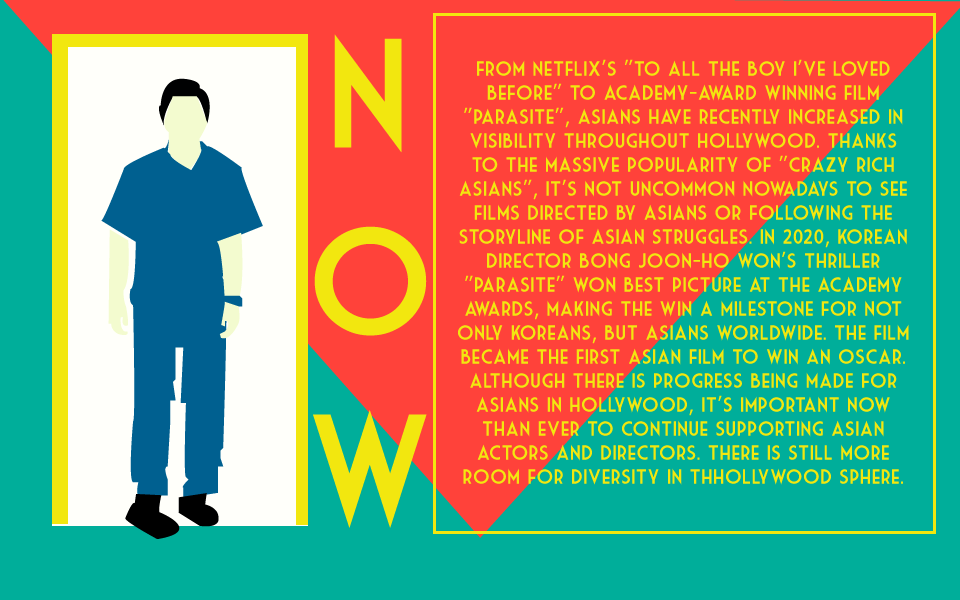 NOW
FROM NETFLIX'S "TO ALL THE BOY I'VE LOVED
BEFORE" TO ACADEMY-AWARD WINNING FILM
"PARASITE", ASIANS HAVE RECENTLY INCREASED IN
VISIBILITY THROUGHOUT HOLLYWOOD. THANKS
TO THE MASSIVE POPULARITY OF "CRAZY RICH
ASIANS", IT'S NOT UNCOMMON NOWADAYS TO SEE
FILMS DIRECTED BY ASIANS OR FOLLOWING THE
STORYLINE OF ASIAN STRUGGLES. IN 2020, KOREAN
DIRECTOR BONG JOON-HO WON'S THRILLER
"PARASITE" WON BEST PICTURE AT THE ACADEMY
AWARDS, MAKING THE WIN A MILESTONE FOR NOT
ONLY KOREANS, BUT ASIANS WORLDWIDE. THE FILM
BECAME THE FIRST ASIAN FILM TO WIN AN OSCAR.
ALTHOUGH THERE IS PROGRESS BEING MADE FOR
ASIANS IN HOLLYWOOD, IT'S IMPORTANT NOW
THAN EVER TO CONTINUE SUPPORTING ASIAN
ACTORS AND DIRECTORS. THERE IS STILL MORE
ROOM FOR DIVERSITY IN THHOLLYWOOD SPHERE.